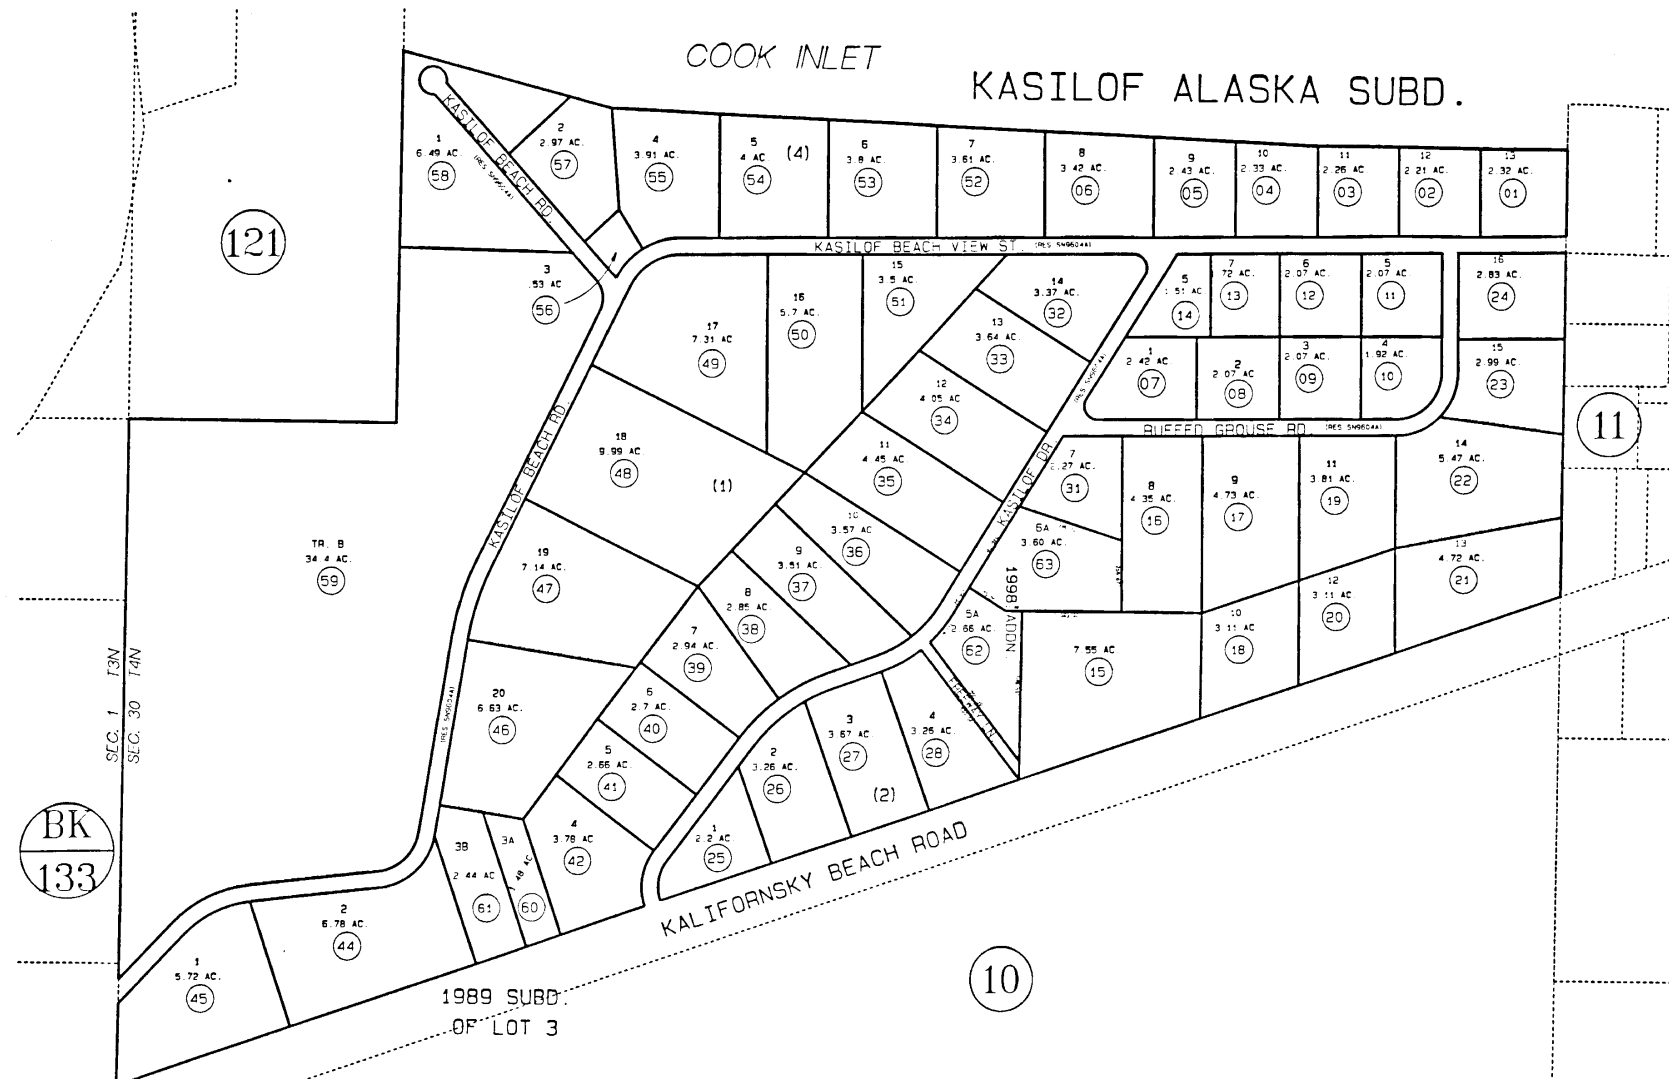 COOK INLET
KASILOF ALASKA SUBD.
KASILOF BEACH RD.
(RES SN9604A)
1
6.49 AC.
58
2
2.97 AC.
57
4
3.91 AC.
55
5
4 AC
54
(4)
6
3.8 AC.
53
7
3.61 AC.
52
8
3.42 AC.
06
9
2.43 AC.
05
10
2.33 AC.
04
11
2.26 AC
03
12
2.21 AC
02
13
2.32 AC.
01
121
KASILOF BEACH VIEW ST.
(RES SN9604A)
3
.53 AC
56
17
7.31 AC
49
16
5.7 AC.
50
15
3.5 AC.
51
14
3.37 AC.
32
13
3.64 AC.
33
12
4.05 AC
34
11
4.45 AC
35
10
3.57 AC
36
9
3.51 AC.
37
8
2.85 AC.
38
7
2.94 AC.
39
6
2.7 AC.
40
5
2.66 AC.
41
4
3.78 AC
42
5
1.51 AC
14
7
.72 AC.
13
6
2.07 AC.
12
5
2.07 AC
11
16
2.83 AC.
24
1
2.42 AC
07
2
2.07 AC
08
3
2.07 AC.
09
4
1.92 AC.
10
15
2.99 AC.
23
RUFFED GROUSE RD.
(RES SN9604A)
11
KASILOF DR.
(RES SN9604A)
7
2.27 AC.
31
8
4.35 AC.
16
9
4.73 AC.
17
11
3.81 AC.
19
14
5.47 AC.
22
13
4.72 AC.
21
12
3.11 AC
20
10
3.11 AC
18
7.55 AC.
15
6A
3.60 AC.
63
1998 ADDN.
5A
2.66 AC.
62
KASILOF BEACH RD.
18
9.99 AC.
48
(1)
19
7.14 AC.
47
20
6.63 AC.
46
(RES SN9604A)
TR. B
34.4 AC.
59
SEC. 1 T3N
SEC. 30 T4N
BK
133
3B
2.44 AC
61
3A
1.48 AC
60
1
2.2 AC
25
2
3.26 AC.
26
3
3.67 AC
27
(2)
4
3.26 AC.
28
2
6.78 AC.
44
1
5.72 AC.
45
KALIFORNSKY BEACH ROAD
1989 SUBD.
OF LOT 3
10